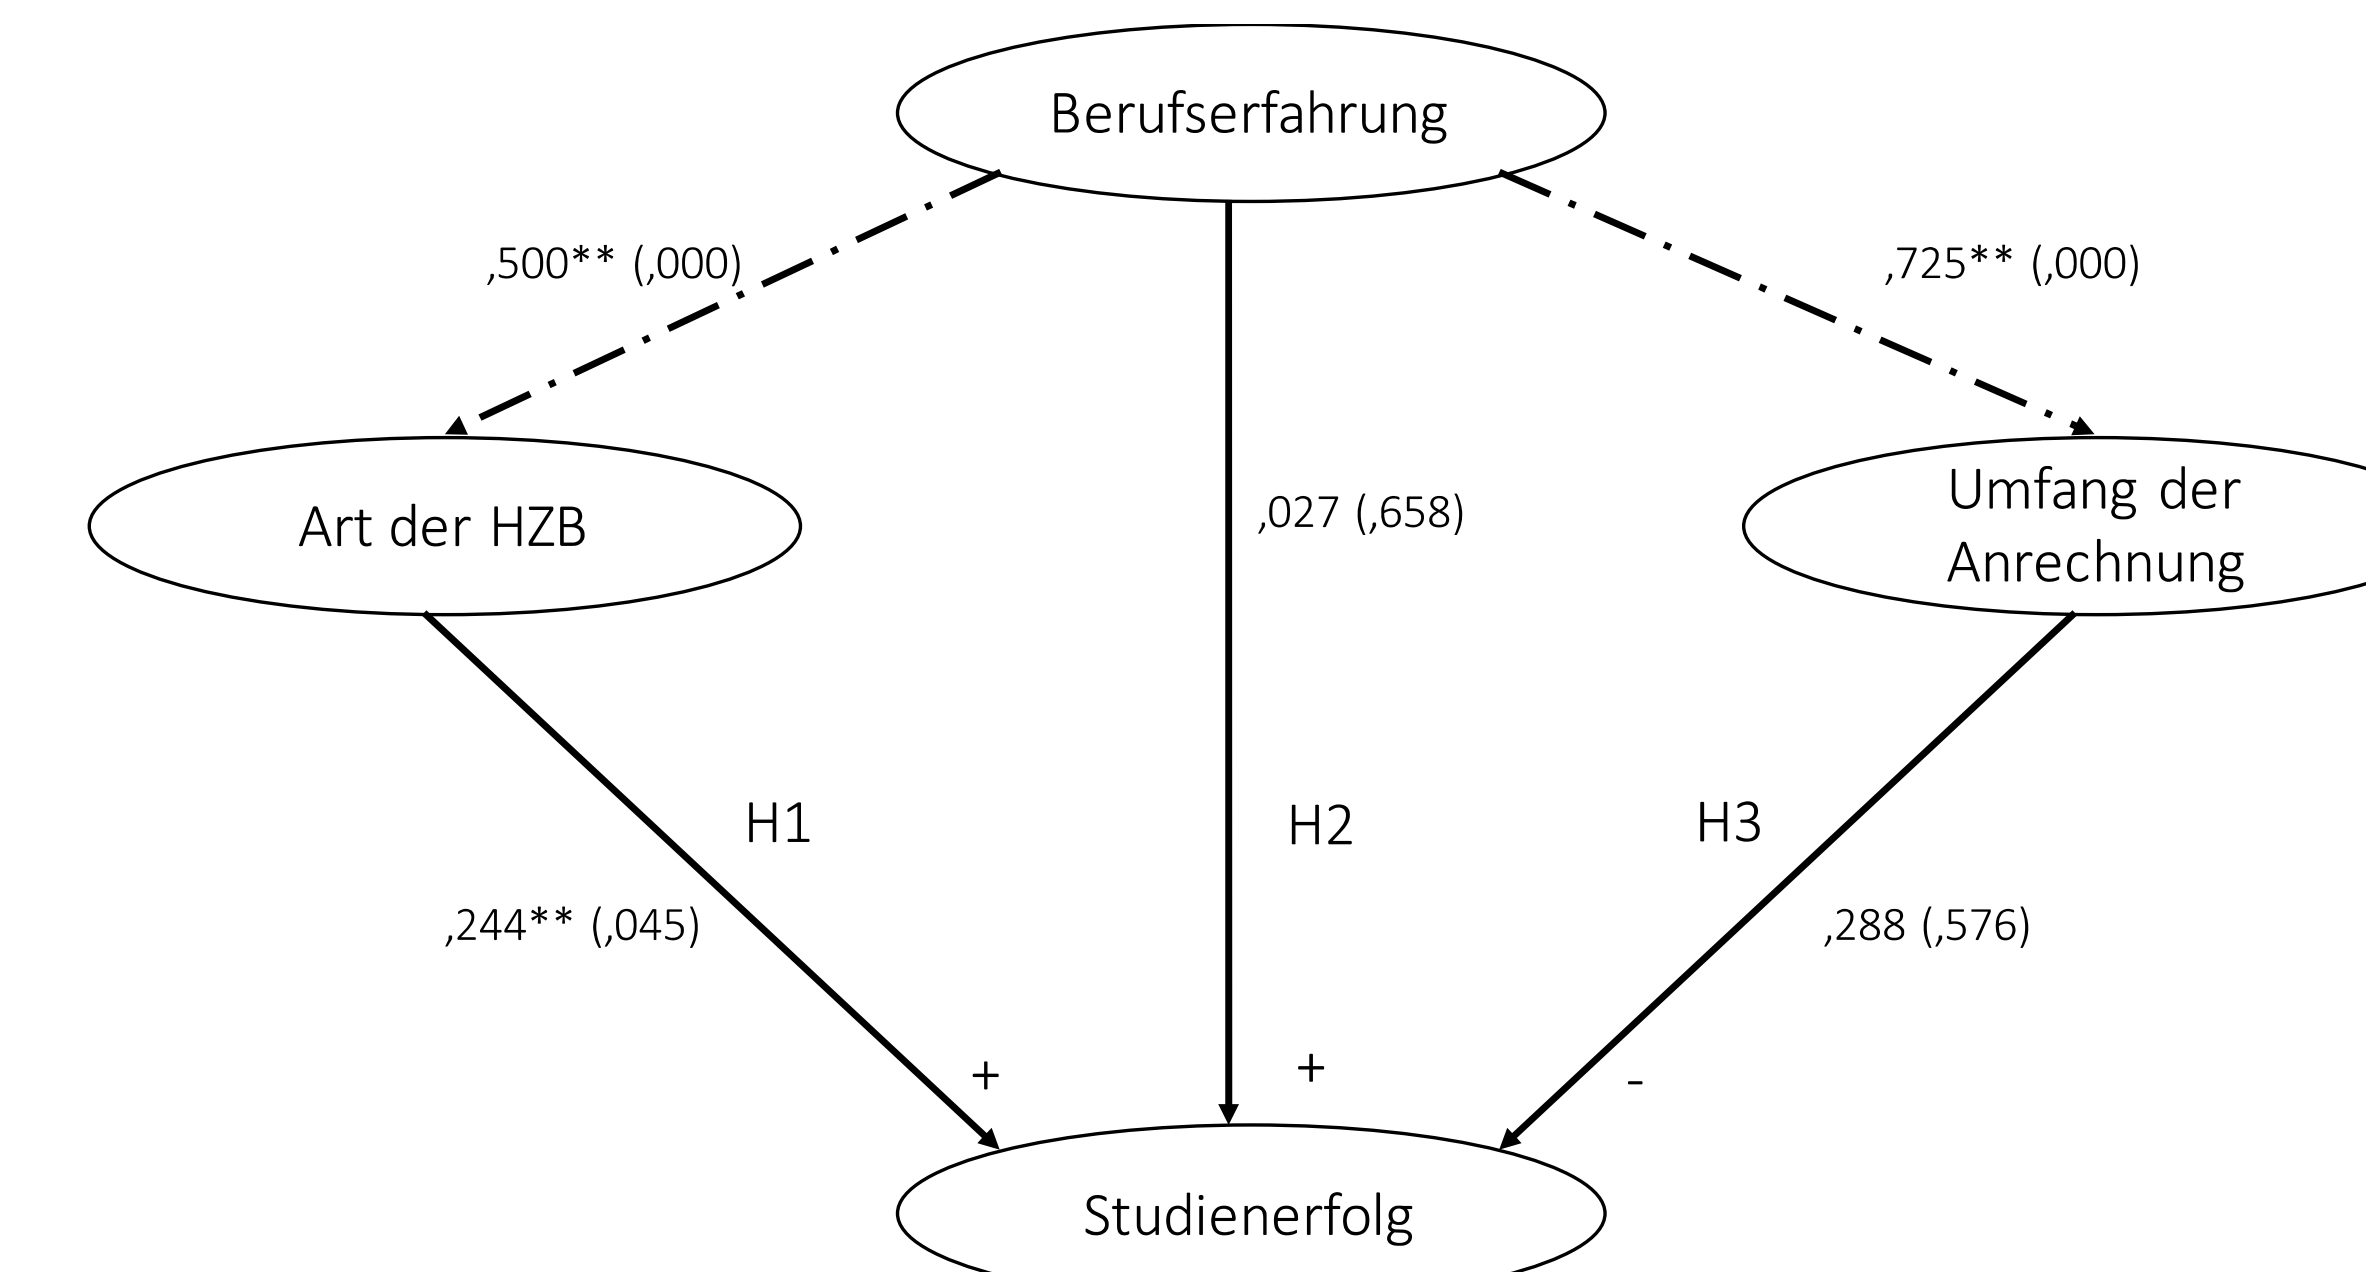 Berufserfahrung
,500** (,000)
,725** (,000)
Art der HZB
,027 (,658)
Umfang der
Anrechnung
H1
H2
H3
,244** (,045)
,288 (,576)
+
+
-
Studienerfolg